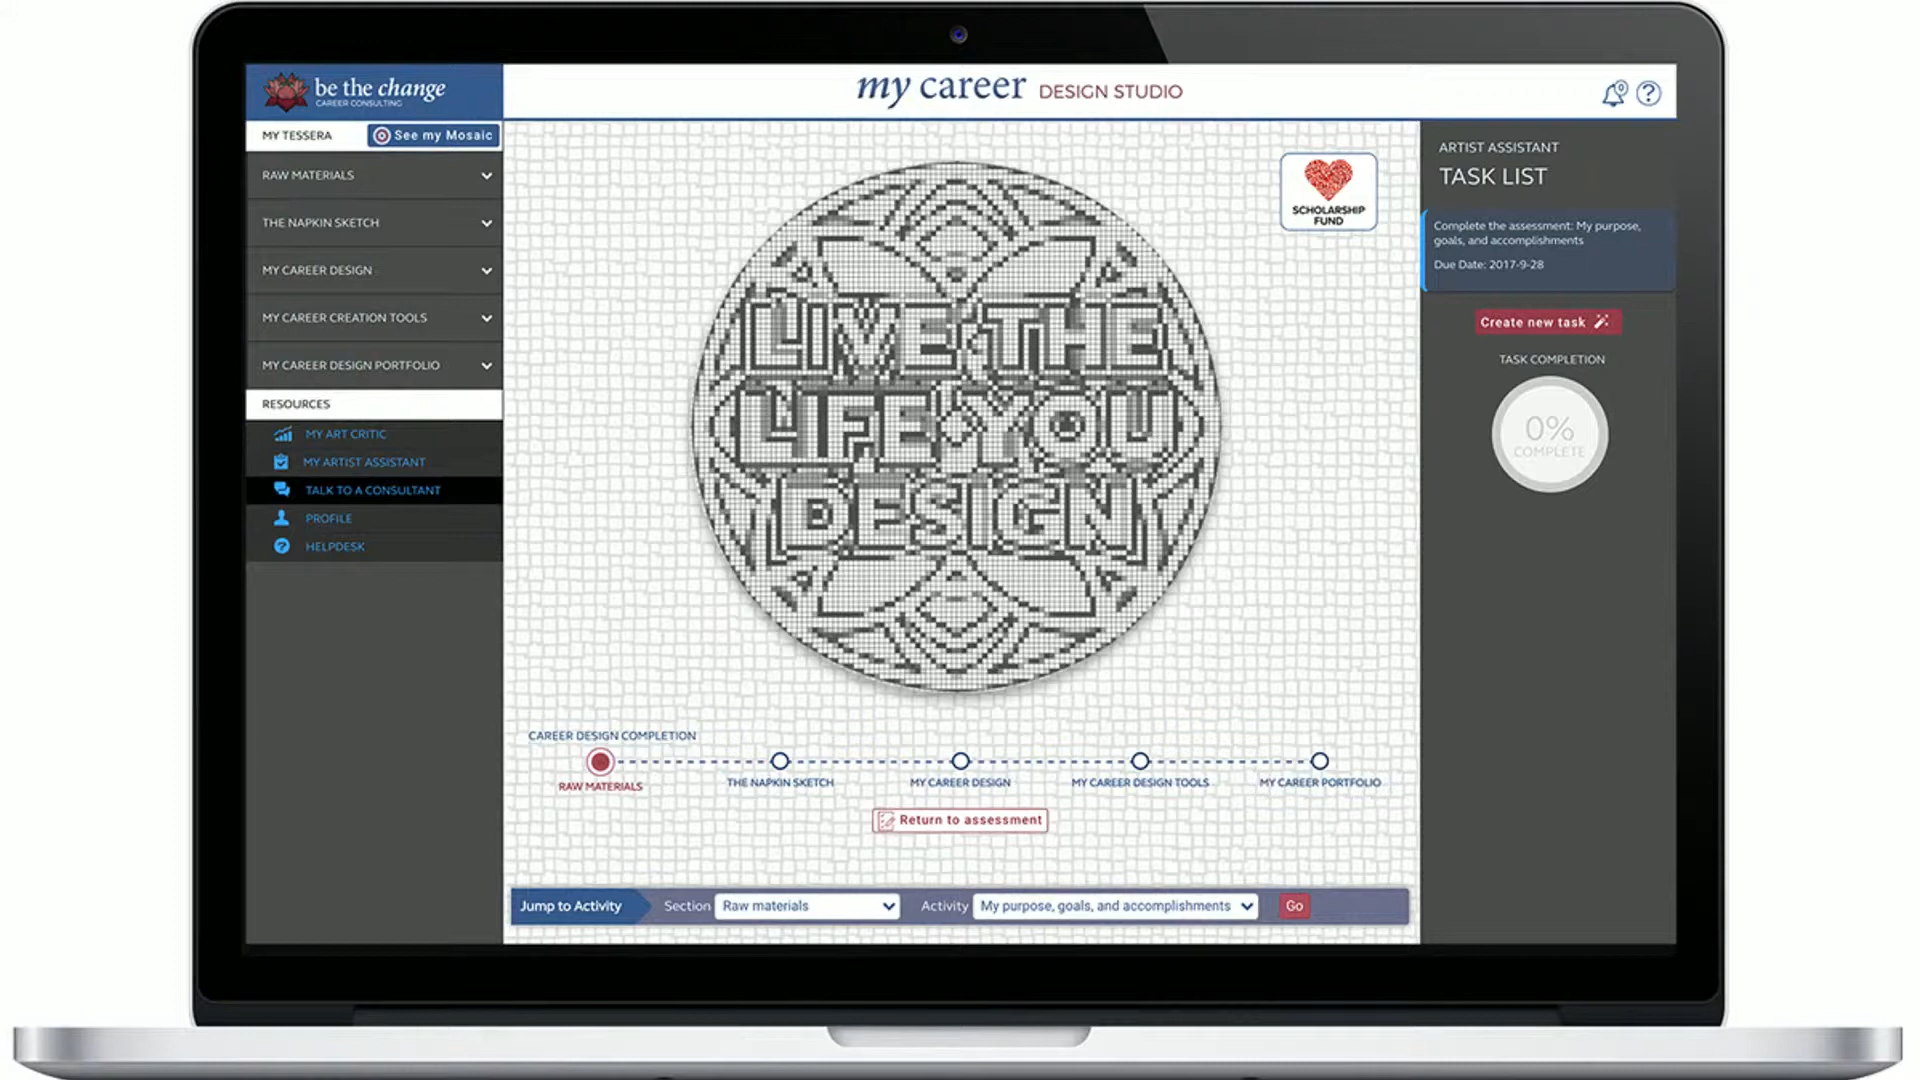 be the change
CAREER CONSULTING
my career DESIGN STUDIO
0
?
MY TESSERA
See my Mosaic
RAW MATERIALS
THE NAPKIN SKETCH
MY CAREER DESIGN
MY CAREER CREATION TOOLS
MY CAREER DESIGN PORTFOLIO
RESOURCES
MY ART CRITIC
MY ARTIST ASSISTANT
TALK TO A CONSULTANT
PROFILE
? HELPDESK
LIVE THE
LIFE YOU
DESIGN
SCHOLARSHIP
FUND
CAREER DESIGN COMPLETION
RAW MATERIALS
THE NAPKIN SKETCH
MY CAREER DESIGN
MY CAREER DESIGN TOOLS
MY CAREER PORTFOLIO
Return to assessment
Jump to Activity
Section Raw materials
Activity My purpose, goals, and accomplishments
Go
ARTIST ASSISTANT
TASK LIST
Complete the assessment: My purpose,
goals, and accomplishments
Due Date: 2017-9-28
Create new task
TASK COMPLETION
0%
COMPLETE